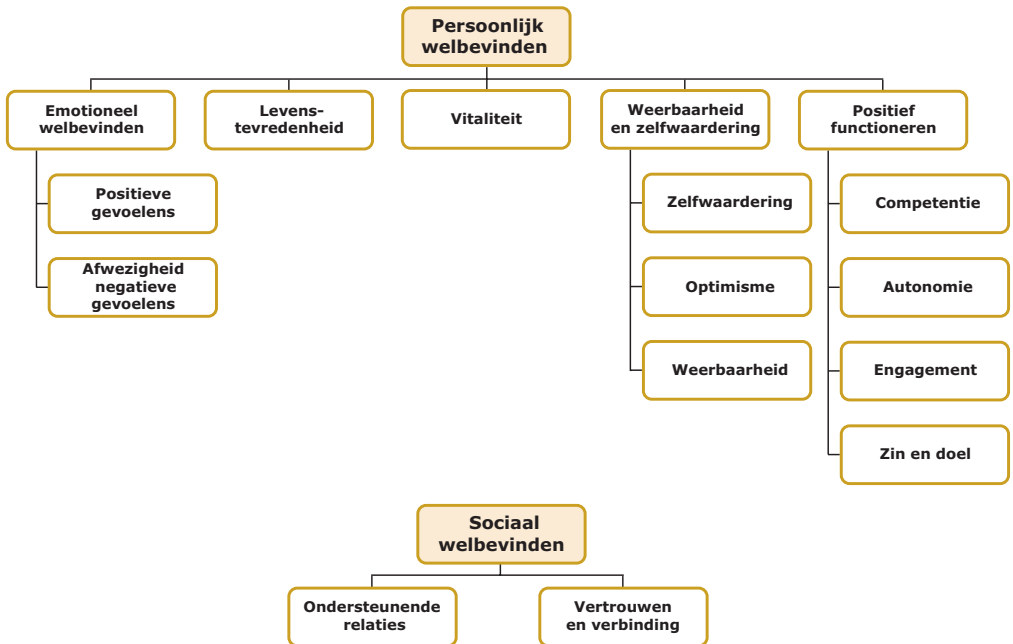 Persoonlijk
welbevinden
Emotioneel
welbevinden
Levens-
tevredenheid
Vitaliteit
Weerbaarheid
en zelfwaardering
Positief
functioneren
Positieve
gevoelens
Afwezigheid
negatieve
gevoelens
Zelfwaardering
Optimisme
Weerbaarheid
Competentie
Autonomie
Engagement
Zin en doel
Sociaal
welbevinden
Ondersteunende
relaties
Vertrouwen
en verbinding